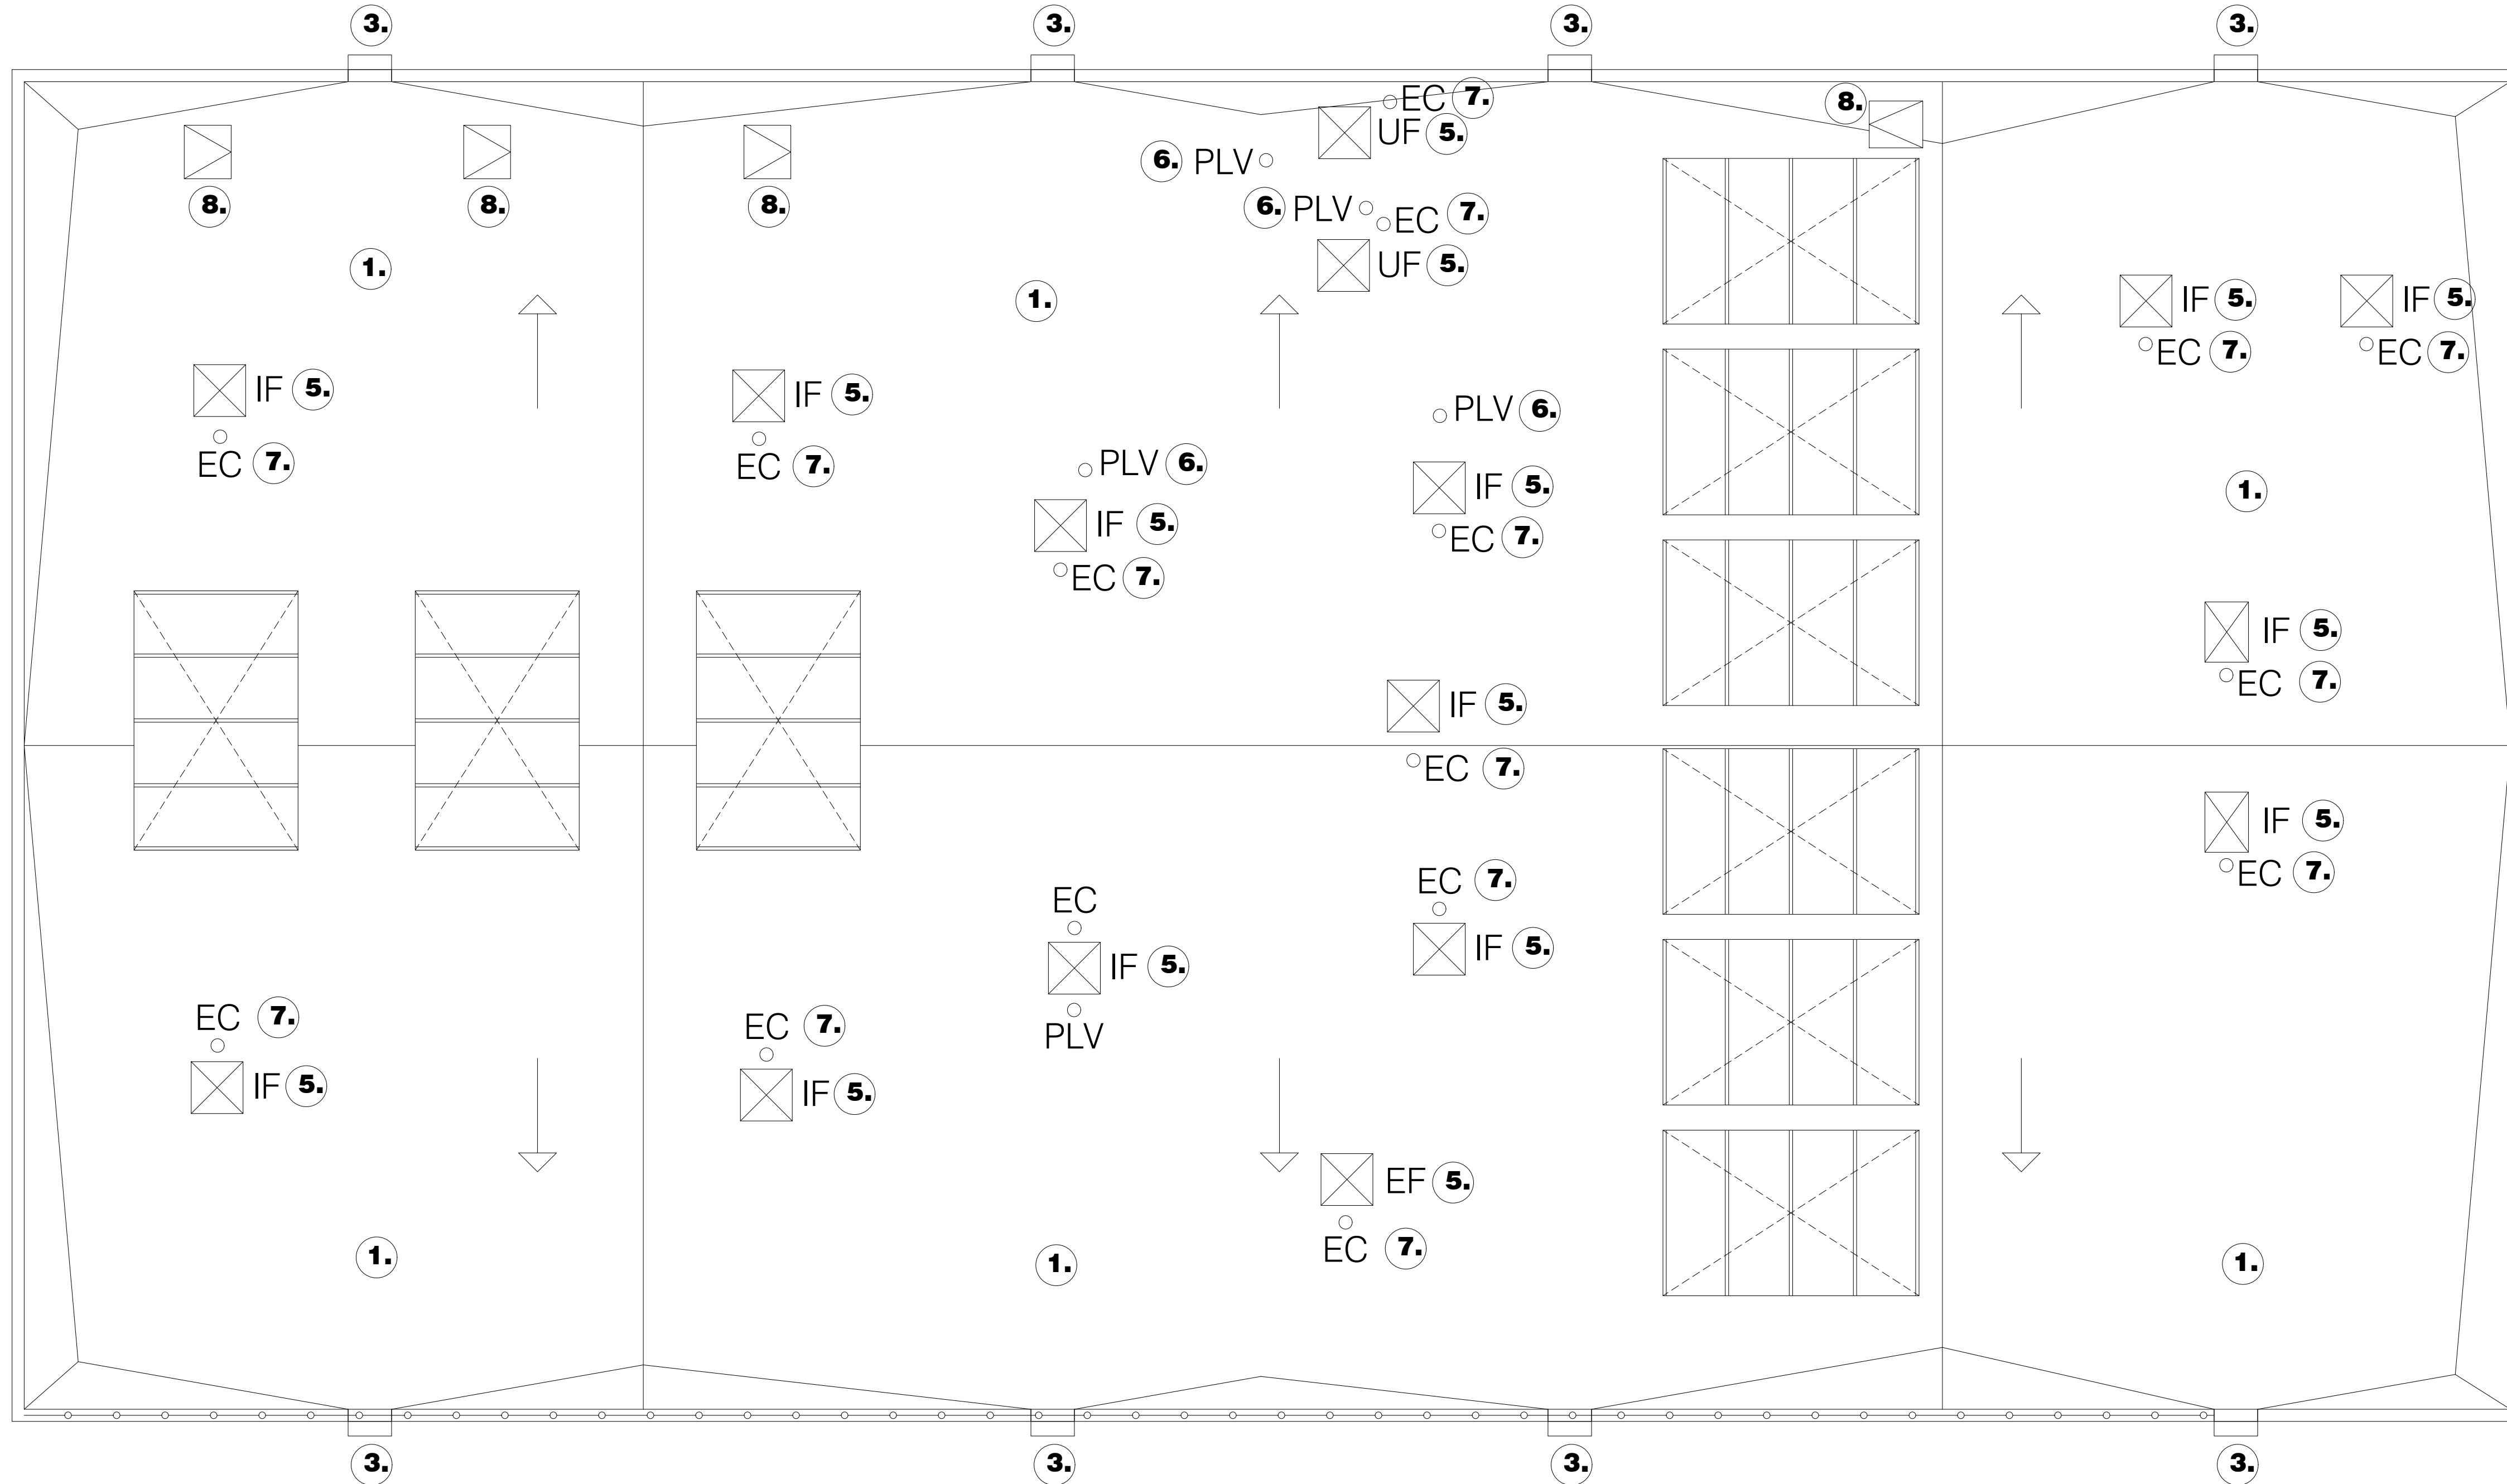 3. 3. 3. 3.
EC 7.
8.
UF 5.
6. PLV
8. 8. 8.
6. PLV
EC 7.
UF 5.
1.
1.
IF 5.
IF 5.
EC 7.
EC 7.
IF 5.
IF 5.
PLV 6.
EC 7.
EC 7.
PLV 6.
IF 5.
EC 7.
1.
IF 5.
EC 7.
IF 5.
EC 7.
IF 5.
EC 7.
IF 5.
EC 7.
IF 5.
EC 7.
EC 7.
IF 5.
EC
IF 5.
PLV
EC 7.
IF 5.
EC 7.
IF 5.
EF 5.
EC 7.
1.
1.
1.
3. 3. 3. 3.